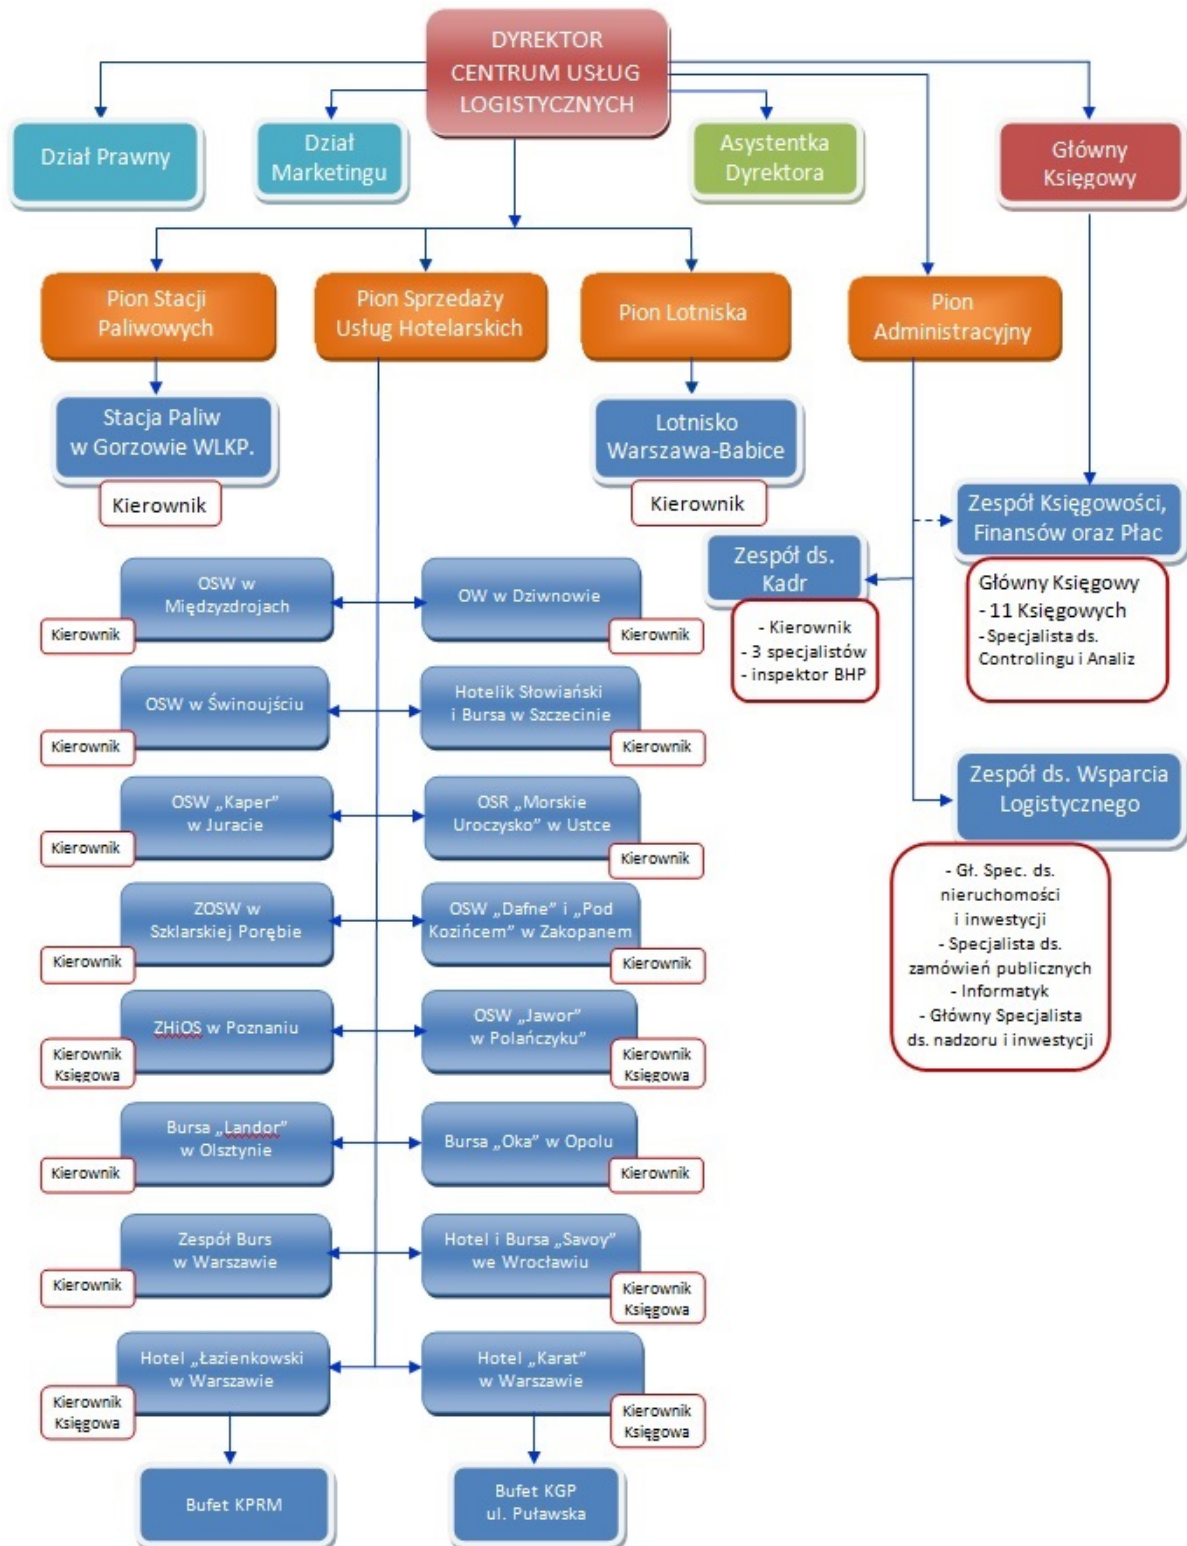 DYREKTOR
CENTRUM USŁUG
LOGISTYCZNYCH
Dział Prawny
Dział
Marketingu
Asystentka
Dyrektora
Główny
Księgowy
Pion Stacji
Paliwowych
Pion Sprzedaży
Usług Hotelarskich
Pion Lotniska
Pion
Administracyjny
Stacja Paliw
w Gorzowie WLKP.
Kierownik
Lotnisko
Warszawa-Babice
Kierownik
Zespół Księgowości,
Finansów oraz Płac
Główny Księgowy
- 11 Księgowych
- Specjalista ds.
Controlingu i Analiz
Zespół ds.
Kadr
- Kierownik
- 3 specjalistów
- inspektor BHP
Zespół ds. Wsparcia
Logistycznego
- Gł. Spec. ds.
nieruchomości
i inwestycji
- Specjalista ds.
zamówień publicznych
- Informatyk
- Główny Specjalista
ds. nadzoru i inwestycji
OSW w
Międzyzdrojach
Kierownik
OW w Dziwnowie
Kierownik
OSW w Świnoujściu
Kierownik
Hotelik Słowiański
i Bursa w Szczecinie
Kierownik
OSW „Kaper”
w Juracie
Kierownik
OSR „Morskie
Uroczysko” w Ustce
Kierownik
ZOSW w
Szklarskiej Porębie
Kierownik
OSW „Dafne” i „Pod
Kozińcem” w Zakopanem
Kierownik
ZHiOS w Poznaniu
Kierownik
Księgowa
OSW „Jawor”
w Polańczyku”
Kierownik
Księgowa
Bursa „Landor”
w Olsztynie
Kierownik
Bursa „Oka” w Opolu
Kierownik
Zespół Burs
w Warszawie
Kierownik
Hotel i Bursa „Savoy”
we Wrocławiu
Kierownik
Księgowa
Hotel „Łazienkowski
w Warszawie
Kierownik
Księgowa
Hotel „Karat”
w Warszawie
Kierownik
Księgowa
Bufet KPRM
Bufet KGP
ul. Puławska